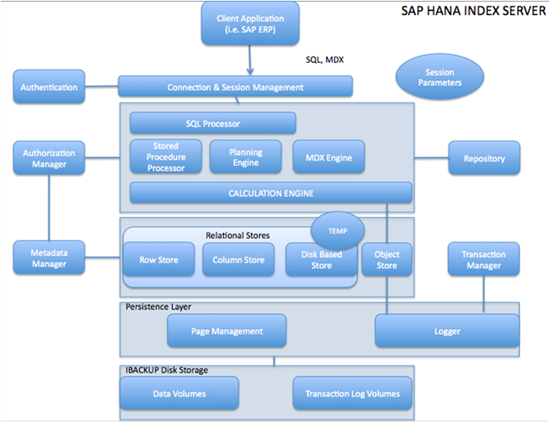 SAP HANA INDEX SERVER
Client Application
(i.e. SAP ERP)
SQL, MDX
Session
Parameters
Authentication
Connection & Session Management
SQL Processor
Authorization
Manager
Stored
Procedure
Processor
Planning
Engine
MDX Engine
Repository
CALCULATION ENGINE
TEMP
Relational Stores
Metadata
Manager
Row Store
Column Store
Disk Based
Store
Object
Store
Transaction
Manager
Persistence Layer
Page Management
Logger
IBACKUP Disk Storage
Data Volumes
Transaction Log Volumes